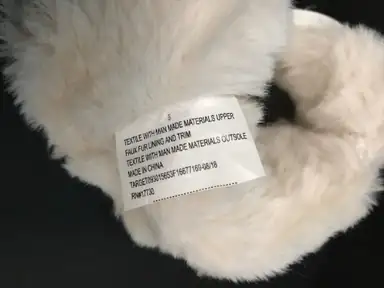 S
TEXTILE WITH MAN MADE MATERIALS UPPER
FAUX FUR LINING AND TRIM
TEXTILE WITH MAN MADE MATERIALS OUTSOLE
MADE IN CHINA
RN#17730